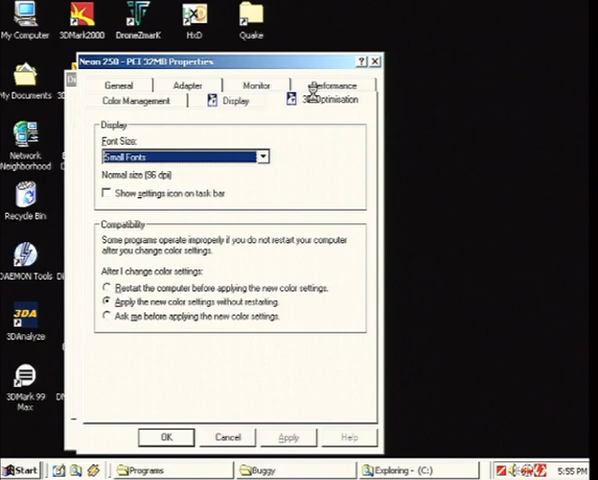 My Computer
3DMark2000
DroneZmarK
HxD
Quake
My Documents
Network
Neighborhood
Recycle Bin
DAEMON Tools
3DA
3DAnalyze
3DMark 99
Max
Neon 250 - PCI 32MB Properties
General
Adapter
Monitor
Performance
Color Management
Display
3D Optimisation
Display
Font Size:
Small Fonts
Normal size (96 dpi)
Show settings icon on task bar
Compatibility
Some programs operate improperly if you do not restart your computer
after you change color settings.
After I change color settings:
Restart the computer before applying the new color settings.
Apply the new color settings without restarting.
Ask me before applying the new color settings.
OK
Cancel
Apply
Help
Start
Programs
Buggy
Exploring - (C:)
5:55 PM